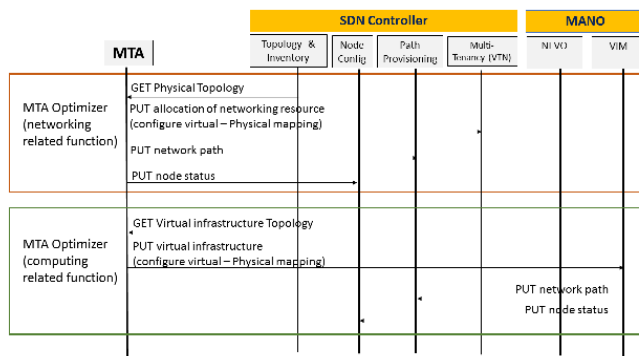 SDN Controller
MANO
MTA
Topology &
Inventory
Node
Config
Path
Provisioning
Multi-
Tenancy (VTN)
VIM
MTA Optimizer
(networking
related function)
GET Physical Topology
PUT allocation of networking resource
(configure virtual – Physical mapping)
PUT network path
PUT node status
MTA Optimizer
(computing
related function)
GET Virtual infrastructure Topology
PUT virtual infrastructure
(configure virtual – Physical mapping)
PUT network path
PUT node status